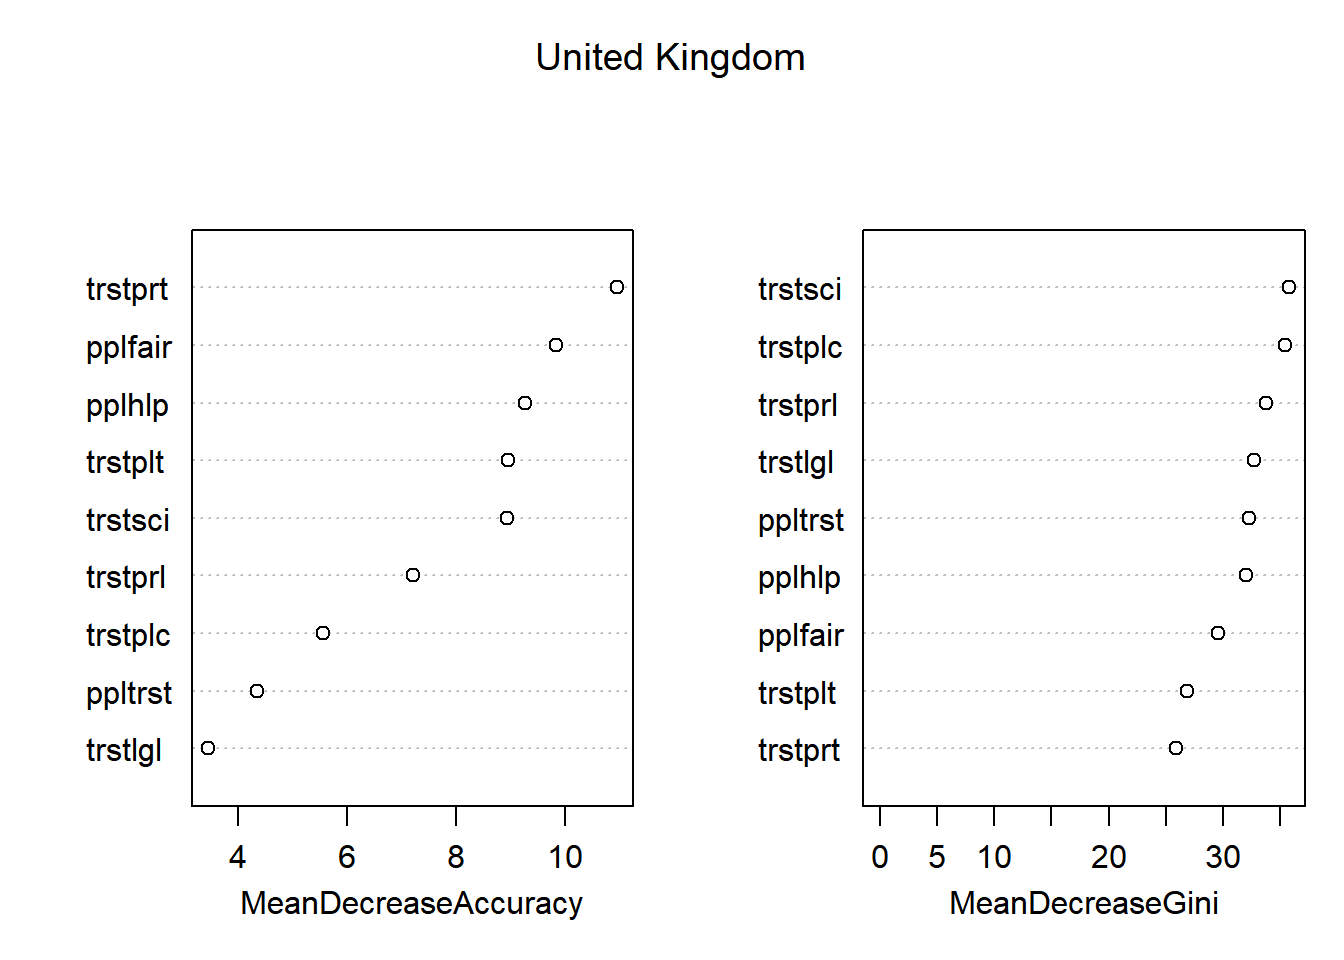 United Kingdom
trstprt
pplfair
pplhlp
trstplt
trstsci
trstprl
trstplc
ppltrst
trstlgl
4 6 8 10
MeanDecreaseAccuracy
trstsci
trstplc
trstprl
trstlgl
ppltrst
pplhlp
pplfair
trstplt
trstprt
0 5 10 20 30
MeanDecreaseGini